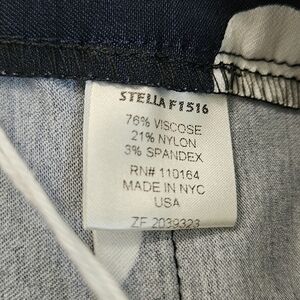 STELLA F1516
76% VISCOSE
21% NYLON
3% SPANDEX
RN# 110164
MADE IN NYC
USA
ZF 2039323